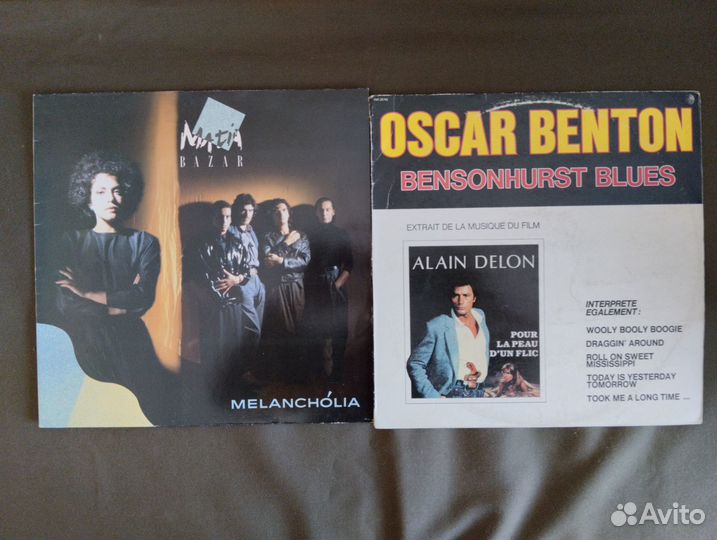 Matia
BAZAR
MELANCHÓLIA
OSCAR BENTON
BENSONHURST BLUES
EXTRAIT DE LA MUSIQUE DU FILM
ALAIN DELON
POUR
LA PEAU
D'UN FLIC
INTERPRETE
EGALEMENT :
WOOLY BOOLY BOOGIE
DRAGGIN' AROUND
ROLL ON SWEET
MISSISSIPPI
TODAY IS YESTERDAY
TOMORROW
TOOK ME A LONG TIME ...
Avito